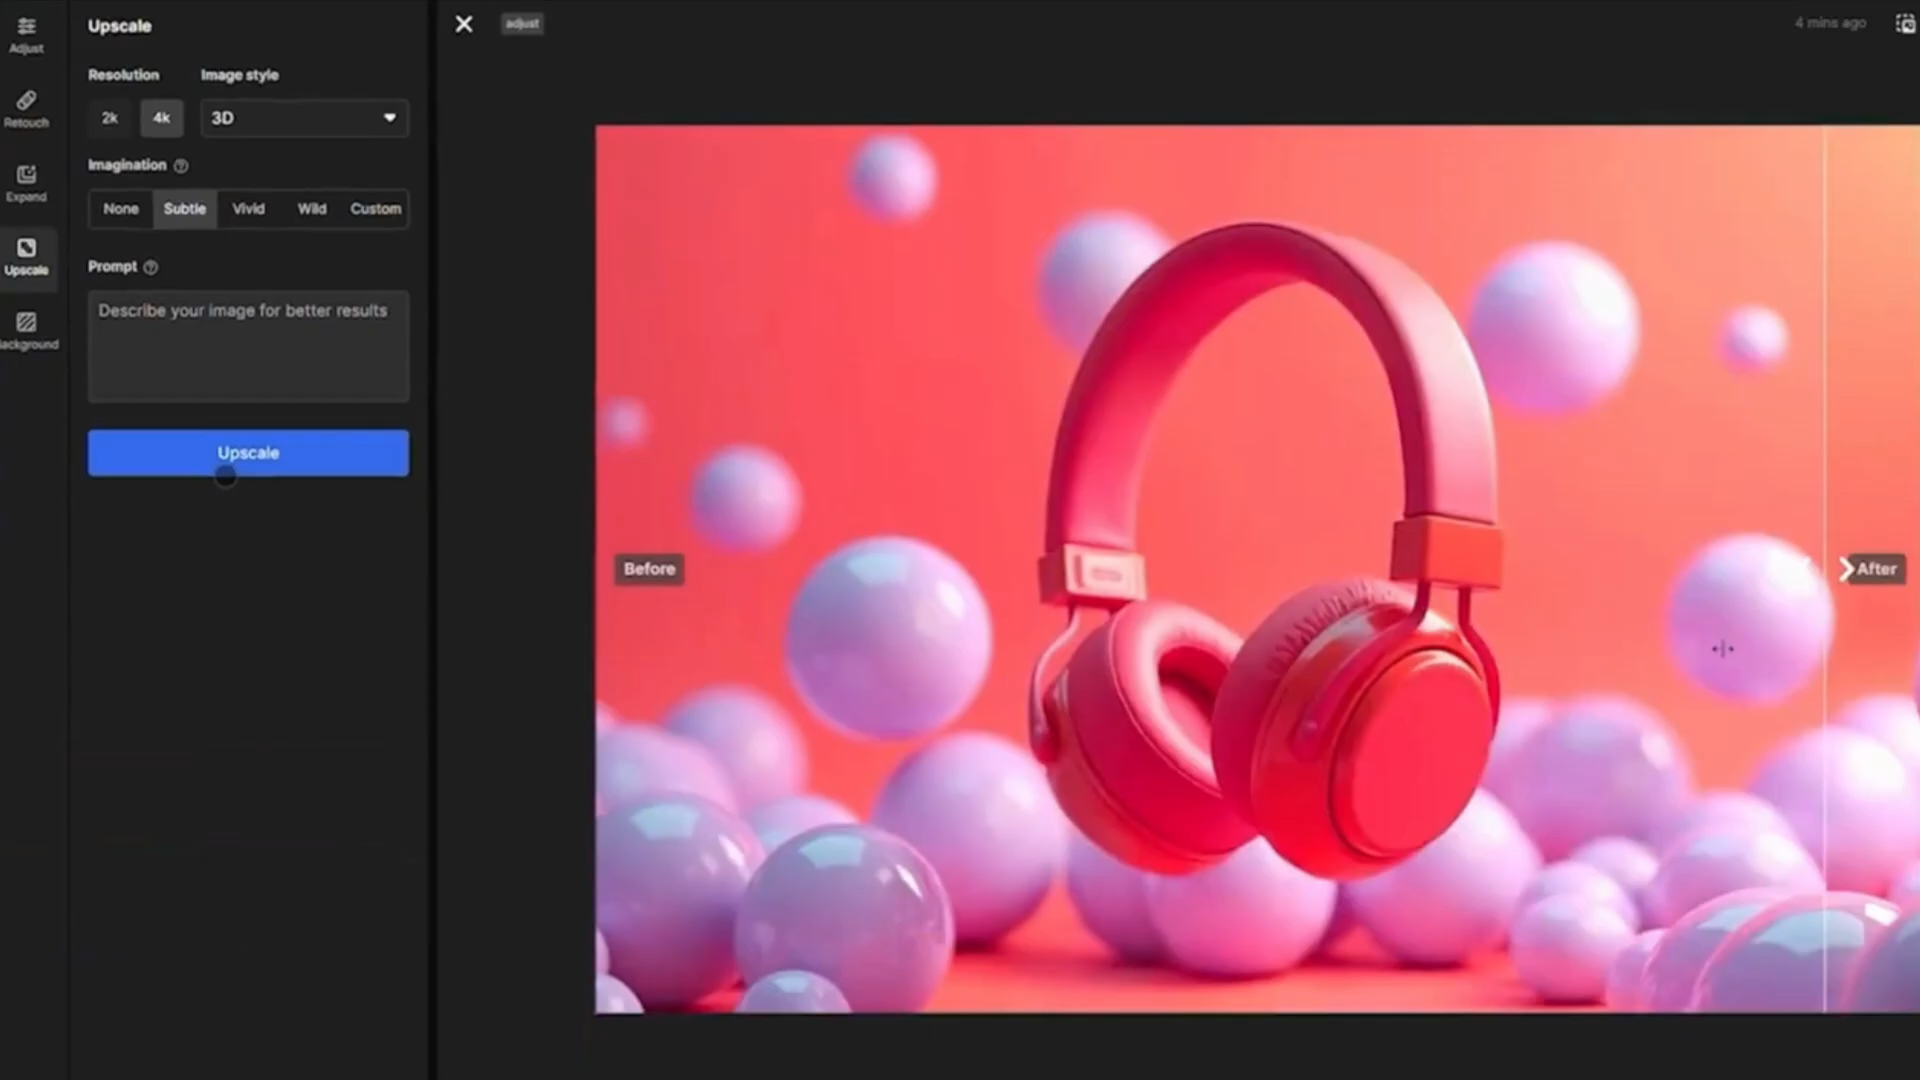 Adjust
Retouch
Expand
Upscale
Background
Upscale
Resolution
Image style
2k
4k
3D
Imagination
None
Subtle
Vivid
Wild
Custom
Prompt
Describe your image for better results
Upscale
adjust
4 mins ago
Before
After